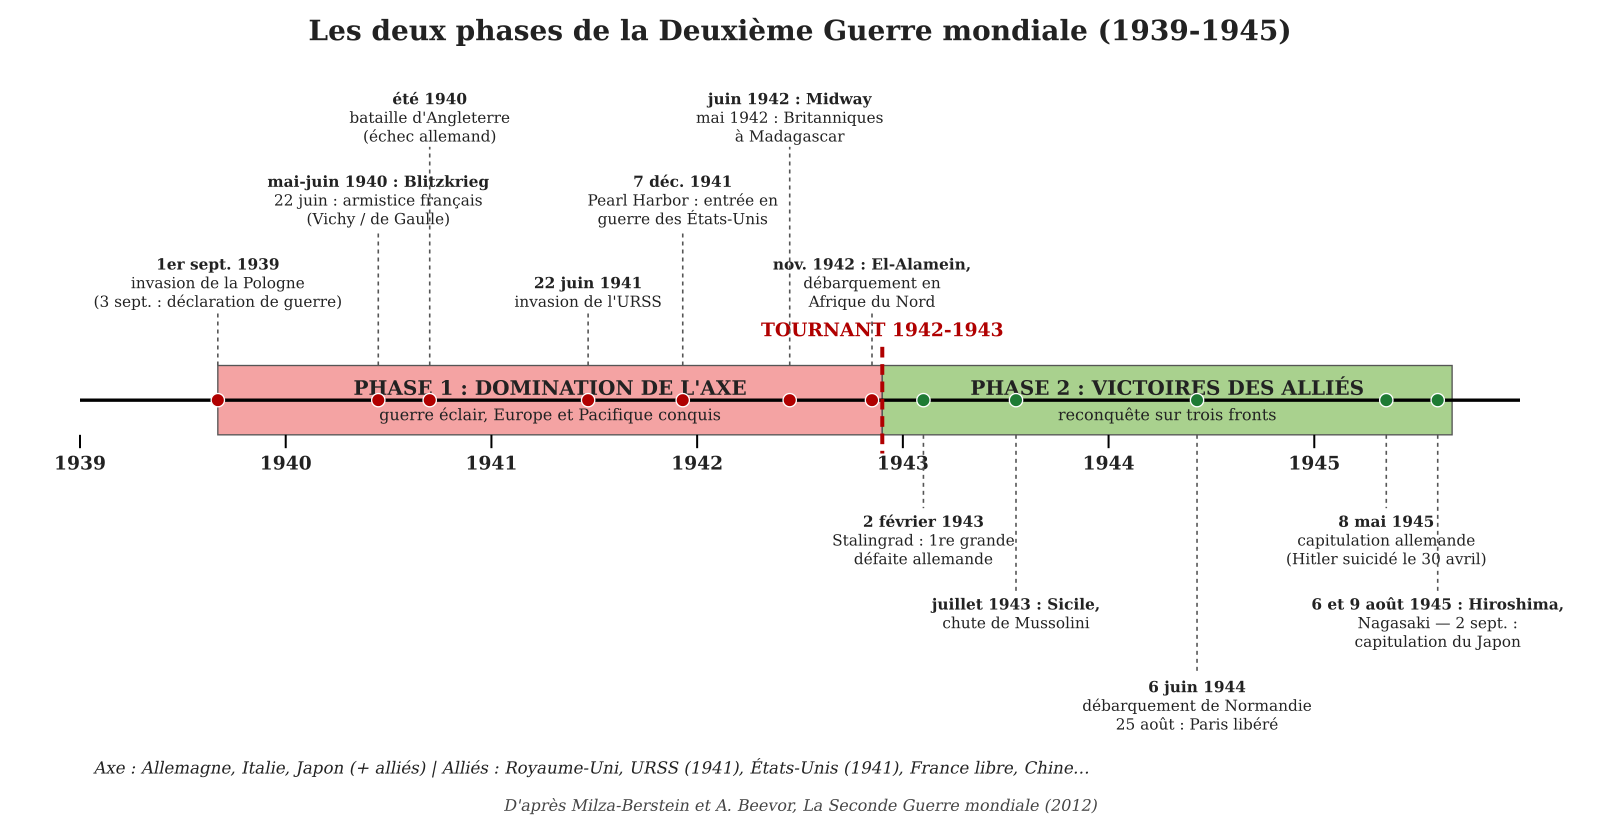 Les deux phases de la Deuxième Guerre mondiale (1939-1945)
été 1940
bataille d'Angleterre
(échec allemand)
juin 1942 : Midway
mai 1942 : Britanniques
à Madagascar
mai-juin 1940 : Blitzkrieg
22 juin : armistice français
(Vichy / de Gaulle)
7 déc. 1941
Pearl Harbor : entrée en
guerre des États-Unis
1er sept. 1939
invasion de la Pologne
(3 sept. : déclaration de guerre)
22 juin 1941
invasion de l'URSS
nov. 1942 : El-Alamein,
débarquement en
Afrique du Nord
TOURNANT 1942-1943
PHASE 1 : DOMINATION DE L'AXE
guerre éclair, Europe et Pacifique conquis
PHASE 2 : VICTOIRES DES ALLIÉS
reconquête sur trois fronts
1939
1940
1941
1942
1943
1944
1945
2 février 1943
Stalingrad : 1re grande
défaite allemande
8 mai 1945
capitulation allemande
(Hitler suicidé le 30 avril)
juillet 1943 : Sicile,
chute de Mussolini
6 et 9 août 1945 : Hiroshima,
Nagasaki — 2 sept. :
capitulation du Japon
6 juin 1944
débarquement de Normandie
25 août : Paris libéré
Axe : Allemagne, Italie, Japon (+ alliés) | Alliés : Royaume-Uni, URSS (1941), États-Unis (1941), France libre, Chine…
D'après Milza-Berstein et A. Beevor, La Seconde Guerre mondiale (2012)